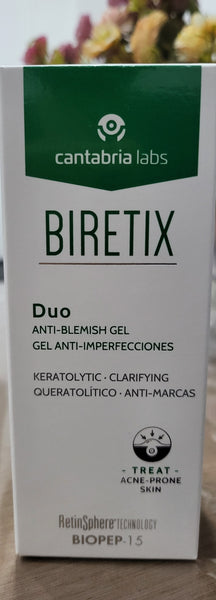 cantabria labs
BIRETIX
Duo
ANTI-BLEMISH GEL
GEL ANTI-IMPERFECCIONES
KERATOLYTIC · CLARIFYING
QUERATOLÍTICO · ANTI-MARCAS
- TREAT -
ACNE-PRONE
SKIN
RetinSphere® TECHNOLOGY
BIOPEP-15